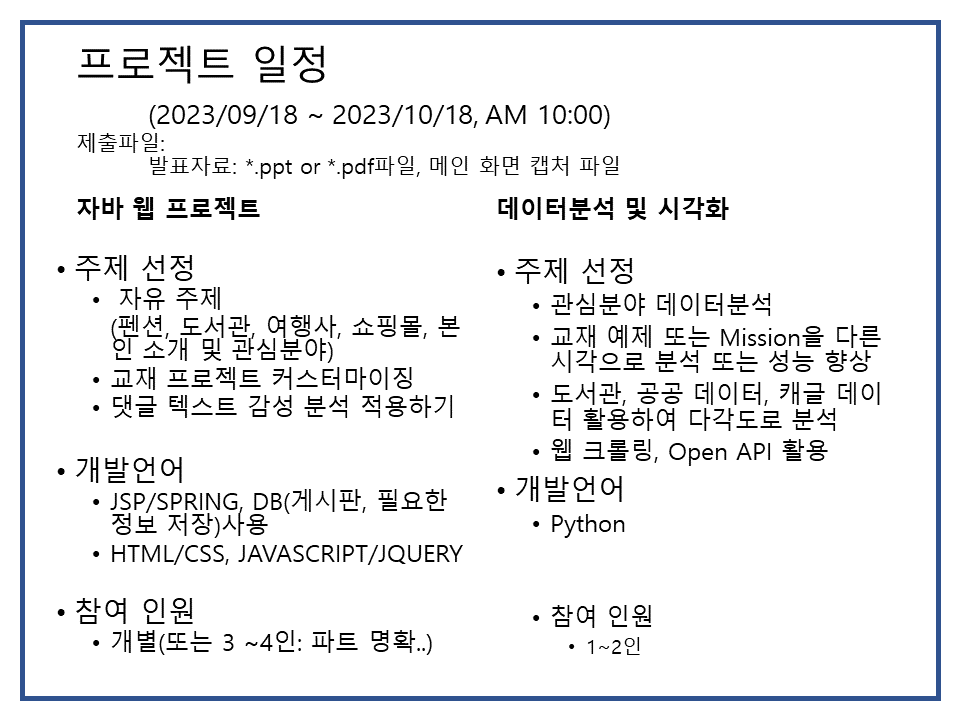 프로젝트 일정
(2023/09/18 ~ 2023/10/18, AM 10:00)
제출파일:
발표자료: *.ppt or *.pdf파일, 메인 화면 캡처 파일
자바 웹 프로젝트
• 주제 선정
• 자유 주제
(펜션, 도서관, 여행사, 쇼핑몰, 본
인 소개 및 관심분야)
• 교재 프로젝트 커스터마이징
• 댓글 텍스트 감성 분석 적용하기
• 개발언어
• JSP/SPRING, DB(게시판, 필요한
정보 저장)사용
• HTML/CSS, JAVASCRIPT/JQUERY
• 참여 인원
• 개별(또는 3 ~4인: 파트 명확..)
데이터분석 및 시각화
• 주제 선정
• 관심분야 데이터분석
• 교재 예제 또는 Mission을 다른
시각으로 분석 또는 성능 향상
• 도서관, 공공 데이터, 캐글 데이
터 활용하여 다각도로 분석
• 웹 크롤링, Open API 활용
• 개발언어
• Python
• 참여 인원
• 1~2인